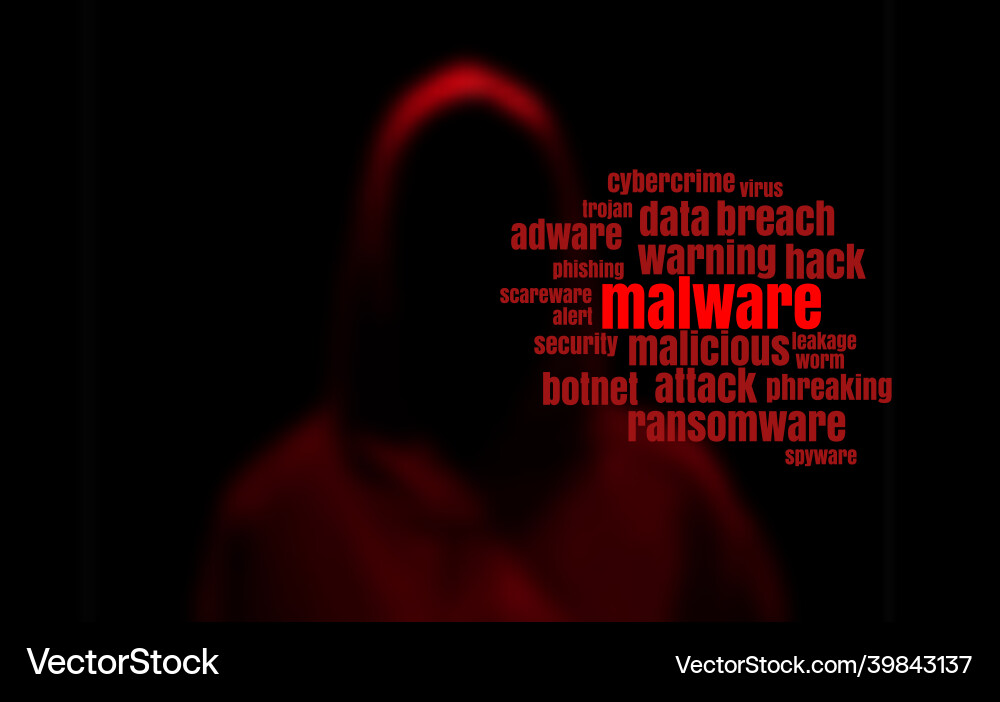 cybercrime virus
trojan data breach
adware
warning hack
phishing
scareware malware
alert
security malicious leakage
worm
botnet attack phreaking
ransomware
spyware
VectorStock VectorStock.com/39843137